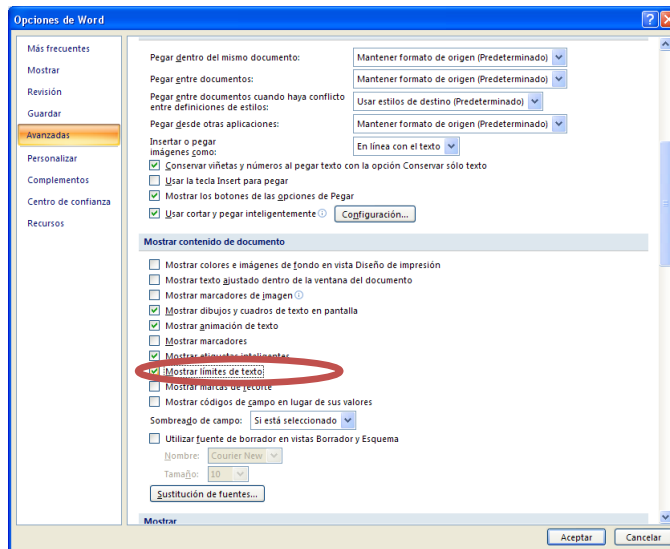 Opciones de Word
Más frecuentes
Mostrar
Revisión
Guardar
Avanzadas
Personalizar
Complementos
Centro de confianza
Recursos
Pegar dentro del mismo documento: Mantener formato de origen (Predeterminado)
Pegar entre documentos: Mantener formato de origen (Predeterminado)
Pegar entre documentos cuando haya conflicto
entre definiciones de estilos: Usar estilos de destino (Predeterminado)
Pegar desde otras aplicaciones: Mantener formato de origen (Predeterminado)
Insertar o pegar
imágenes como: En línea con el texto
Conservar viñetas y números al pegar texto con la opción Conservar sólo texto
Usar la tecla Insert para pegar
Mostrar los botones de las opciones de Pegar
Usar cortar y pegar inteligentemente Configuración...
Mostrar contenido de documento
Mostrar colores e imágenes de fondo en vista Diseño de impresión
Mostrar texto ajustado dentro de la ventana del documento
Mostrar marcadores de imagen
Mostrar dibujos y cuadros de texto en pantalla
Mostrar animación de texto
Mostrar marcadores
Mostrar etiquetas inteligentes
Mostrar límites de texto
Mostrar marcas de recorte
Mostrar códigos de campo en lugar de sus valores
Sombreado de campo: Si está seleccionado
Utilizar fuente de borrador en vistas Borrador y Esquema
Nombre: Courier New
Tamaño: 10
Sustitución de fuentes...
Mostrar
Aceptar Cancelar